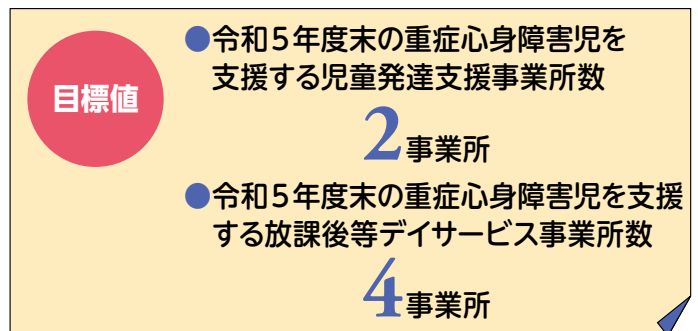 目標値
●令和5年度末の重症心身障害児を
支援する児童発達支援事業所数
2事業所
●令和5年度末の重症心身障害児を支援
する放課後等デイサービス事業所数
4事業所